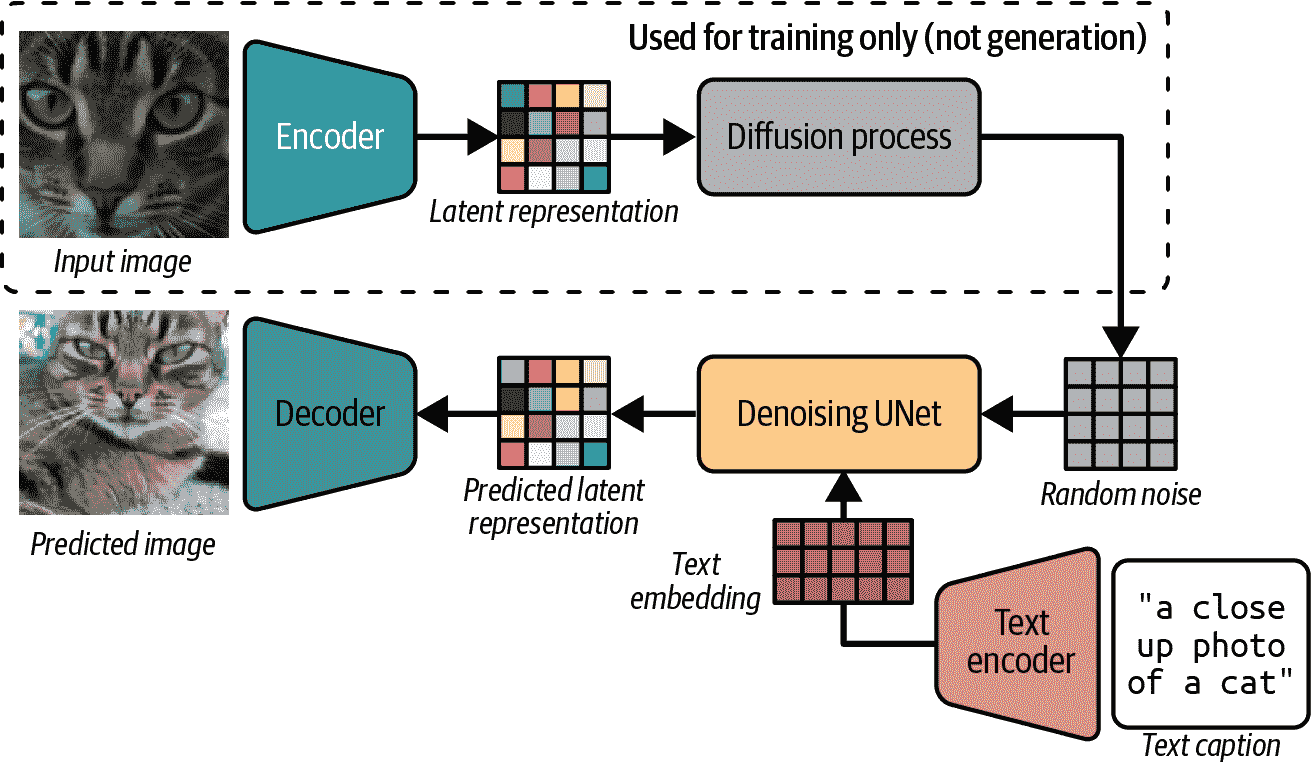 Used for training only (not generation)
Encoder
Diffusion process
Latent representation
Input image
Decoder
Denoising UNet
Predicted latent
representation
Random noise
Predicted image
Text
embedding
Text
encoder
"a close
up photo
of a cat"
Text caption